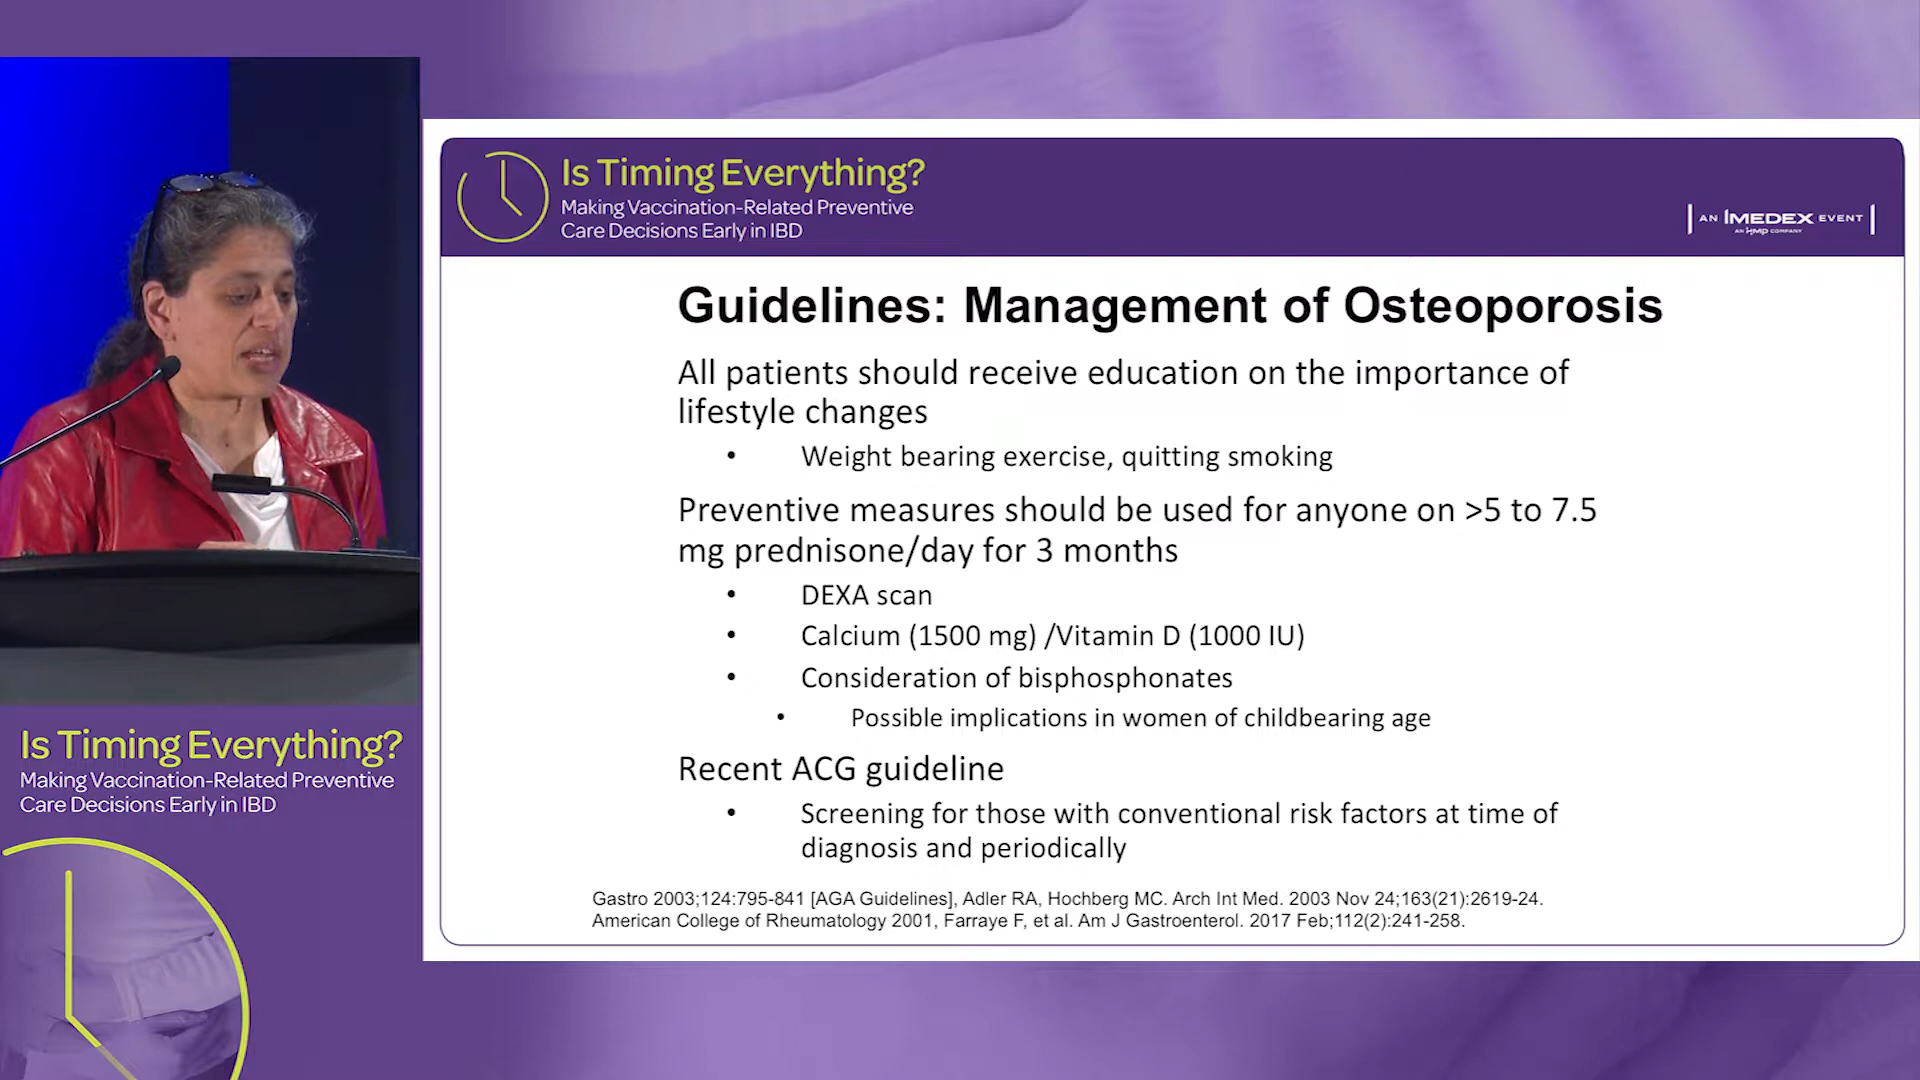 Is Timing Everything?
Making Vaccination-Related Preventive
Care Decisions Early in IBD
AN IMEDEX EVENT
AN HMP COMPANY
Guidelines: Management of Osteoporosis
All patients should receive education on the importance of
lifestyle changes
• Weight bearing exercise, quitting smoking
Preventive measures should be used for anyone on >5 to 7.5
mg prednisone/day for 3 months
• DEXA scan
• Calcium (1500 mg) /Vitamin D (1000 IU)
• Consideration of bisphosphonates
• Possible implications in women of childbearing age
Recent ACG guideline
• Screening for those with conventional risk factors at time of
diagnosis and periodically
Gastro 2003;124:795-841 [AGA Guidelines], Adler RA, Hochberg MC. Arch Int Med. 2003 Nov 24;163(21):2619-24.
American College of Rheumatology 2001, Farraye F, et al. Am J Gastroenterol. 2017 Feb;112(2):241-258.
Is Timing Everything?
Making Vaccination-Related Preventive
Care Decisions Early in IBD